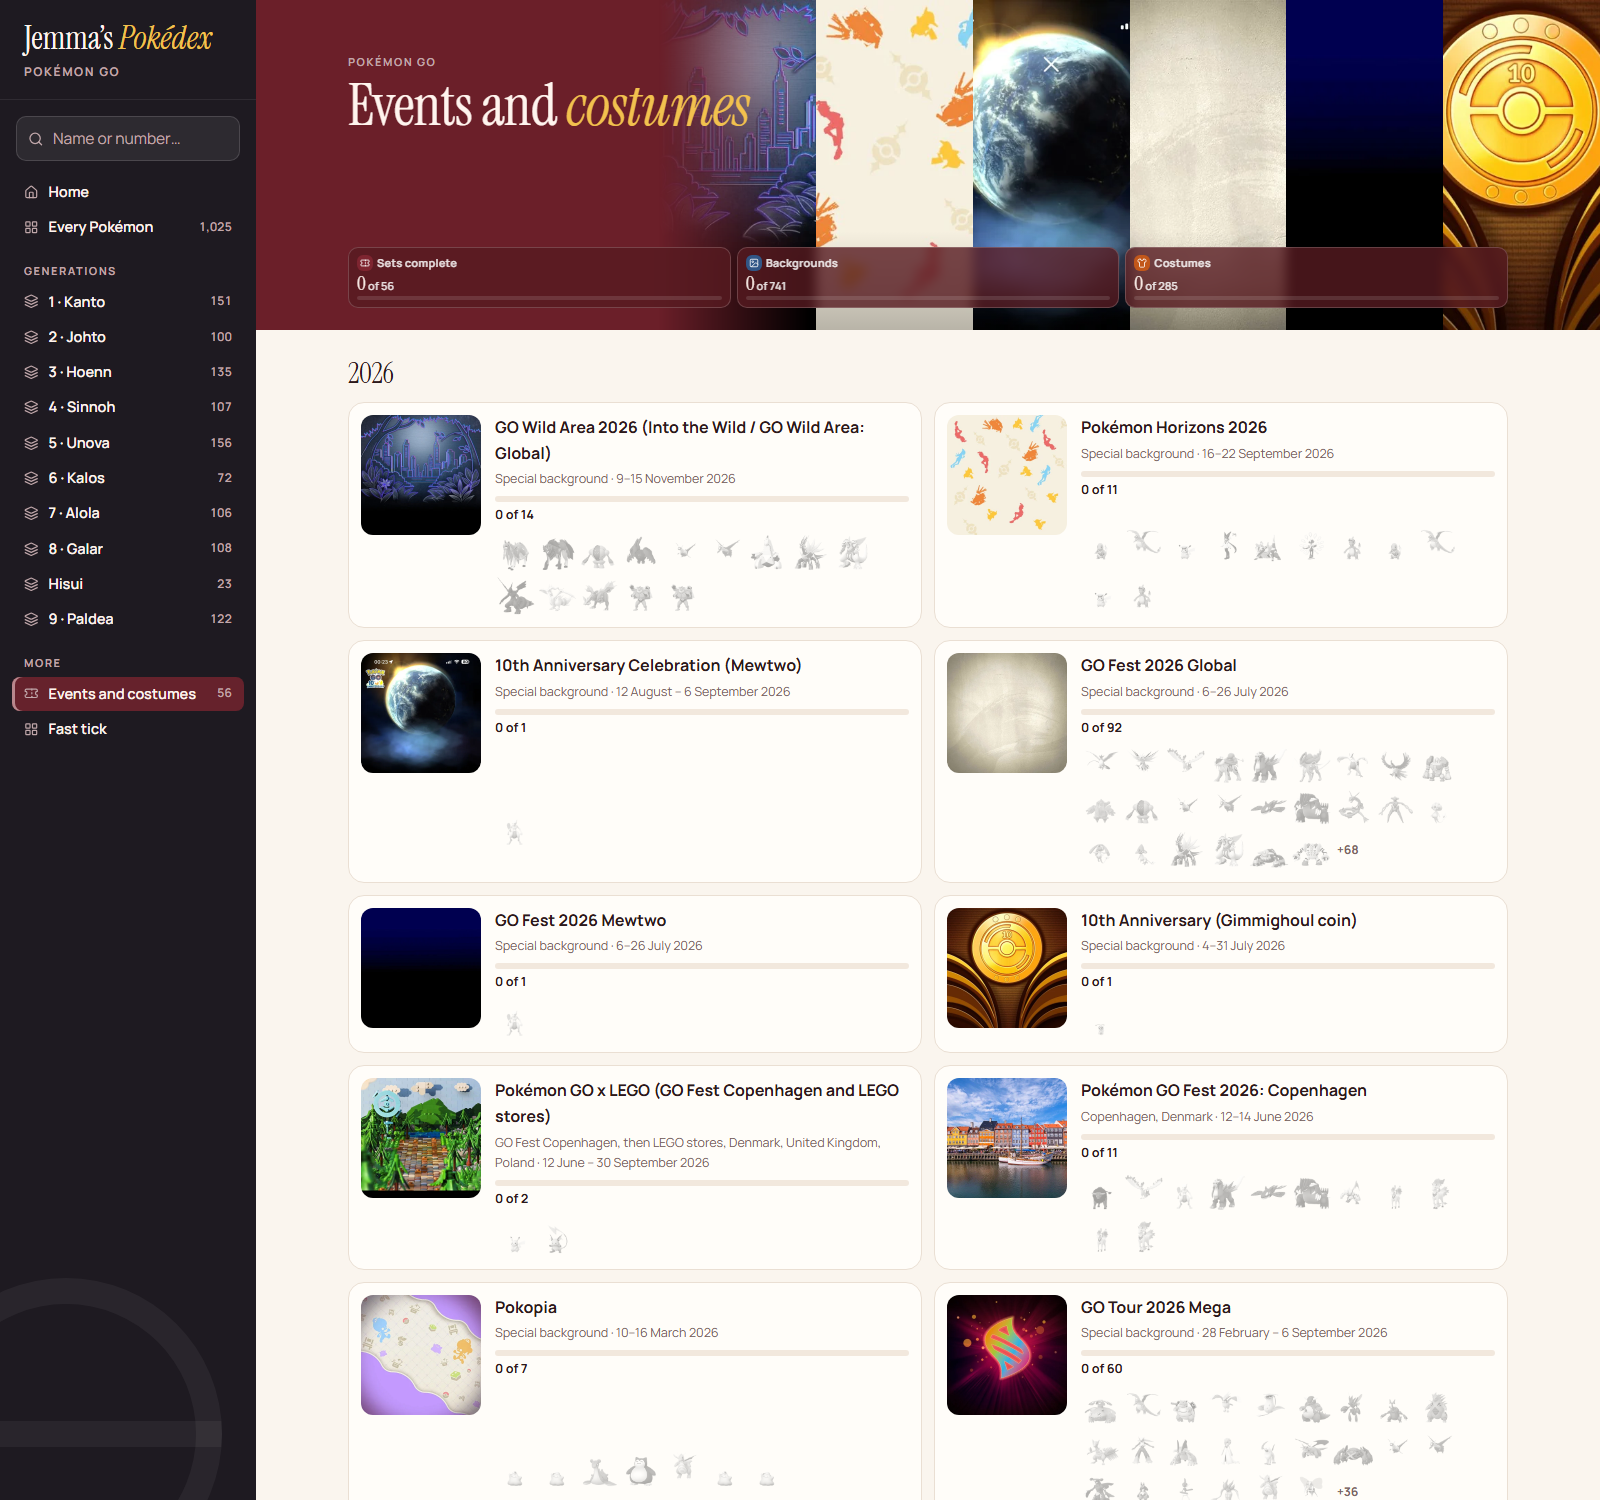 Jemma's Pokédex
POKÉMON GO
Name or number...
Home
Every Pokémon 1,025
GENERATIONS
1 · Kanto 151
2 · Johto 100
3 · Hoenn 135
4 · Sinnoh 107
5 · Unova 156
6 · Kalos 72
7 · Alola 106
8 · Galar 108
Hisui 23
9 · Paldea 122
MORE
Events and costumes 56
Fast tick
POKÉMON GO
Events and costumes
10
Sets complete
0 of 56
Backgrounds
0 of 741
Costumes
0 of 285
2026
GO Wild Area 2026 (Into the Wild / GO Wild Area:
Global)
Special background · 9–15 November 2026
0 of 14
Pokémon Horizons 2026
Special background · 16–22 September 2026
0 of 11
00:23
10th Anniversary Celebration (Mewtwo)
Special background · 12 August – 6 September 2026
0 of 1
GO Fest 2026 Global
Special background · 6–26 July 2026
0 of 92
+68
GO Fest 2026 Mewtwo
Special background · 6–26 July 2026
0 of 1
10
10th Anniversary (Gimmighoul coin)
Special background · 4–31 July 2026
0 of 1
Pokémon GO x LEGO (GO Fest Copenhagen and LEGO
stores)
GO Fest Copenhagen, then LEGO stores, Denmark, United Kingdom,
Poland · 12 June – 30 September 2026
0 of 2
Pokémon GO Fest 2026: Copenhagen
Copenhagen, Denmark · 12–14 June 2026
0 of 11
Pokopia
Special background · 10–16 March 2026
0 of 7
GO Tour 2026 Mega
Special background · 28 February – 6 September 2026
0 of 60
+36